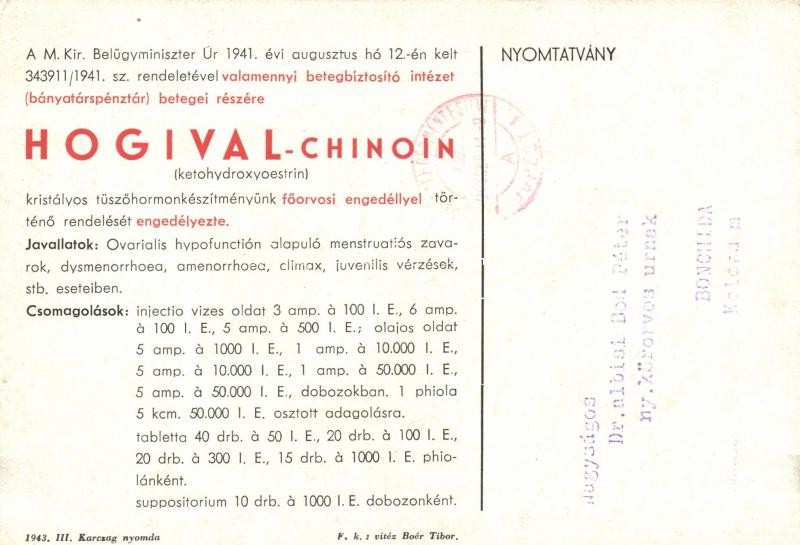 A M. Kir. Belügyminiszter Úr 1941. évi augusztus hó 12.-én kelt
343911/1941. sz. rendeletével valamennyi betegbiztosító intézet
(bányatárspénztár) betegei részére
HOGIVAL-CHINOIN
(ketohydroxyoestrin)
kristályos tüszőhormonkészítményünk főorvosi engedéllyel tör-
ténő rendelését engedélyezte.
Javallatok: Ovarialis hypofunctión alapuló menstruatiós zava-
rok, dysmenorrhoea, amenorrhoea, climax, juvenilis vérzések,
stb. eseteiben.
Csomagolások: injectio vizes oldat 3 amp. à 100 I. E., 6 amp.
à 100 I. E., 5 amp. à 500 I. E.; olajos oldat
5 amp. à 1000 I. E., 1 amp. à 10.000 I. E.,
5 amp. à 10.000 I. E., 1 amp. à 50.000 I. E.,
5 amp. à 50.000 I. E., dobozokban. 1 phiola
5 kcm. 50.000 I. E. osztott adagolásra.
tabletta 40 drb. à 50 I. E., 20 drb. à 100 I. E.,
20 drb. à 300 I. E., 15 drb. à 1000 I. E. phio-
lánként.
suppositorium 10 drb. à 1000 I. E. dobozonként.
1943. III. Karczag nyomda
F. k.: vitéz Boér Tibor.
NYOMTATVÁNY
BÉRMENTESÍTVE
A
Nagyságos
Dr.albisi Bod Péter
ny.körorvos urnak
BONCHIDA
Kolozs m